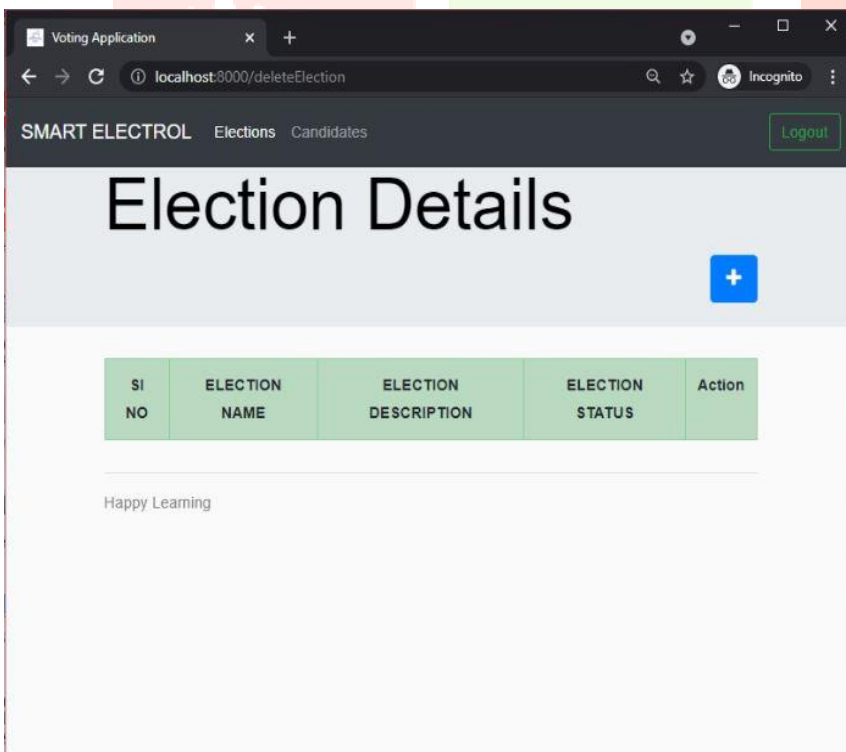 Voting Application
localhost:8000/deleteElection
Incognito
SMART ELECTROL Elections Candidates Logout
Election Details
+
SI NO ELECTION NAME ELECTION DESCRIPTION ELECTION STATUS Action
Happy Learning